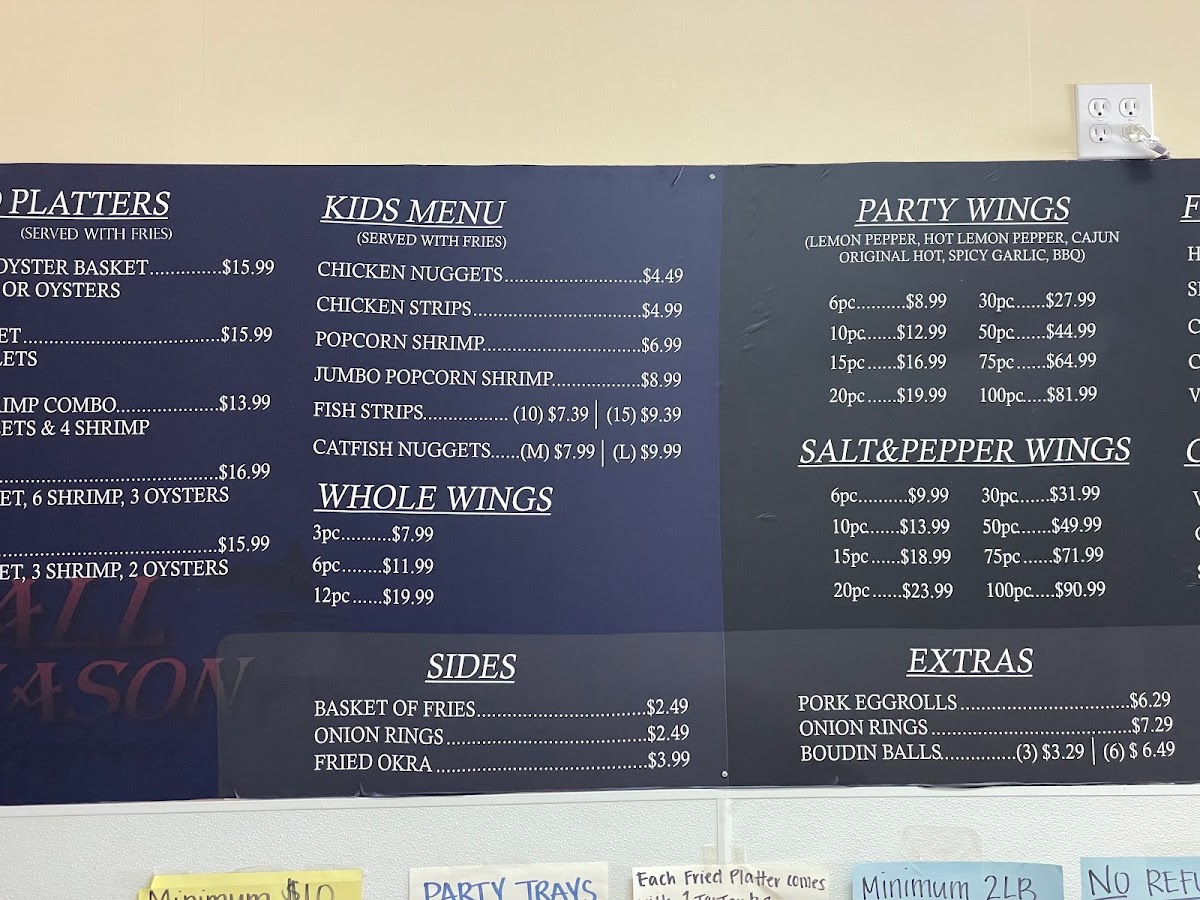 PLATTERS
(SERVED WITH FRIES)
OYSTER BASKET.............$15.99
OR OYSTERS
...................................$15.99
$13.99
COMBO
& 4 SHRIMP
$16.99
6 SHRIMP, 3 OYSTERS
$15.99
3 SHRIMP, 2 OYSTERS
ALL
KIDS MENU
(SERVED WITH FRIES)
CHICKEN NUGGETS.........................$4.49
CHICKEN STRIPS...............................$4.99
POPCORN SHRIMP.............................$6.99
JUMBO POPCORN SHRIMP................$8.99
FISH STRIPS................ (10) $7.39 | (15) $9.39
CATFISH NUGGETS......(M) $7.99 | (L) $9.99
WHOLE WINGS
3pc..........$7.99
6pc........$11.99
12pc......$19.99
SIDES
BASKET OF FRIES...............................$2.49
ONION RINGS.....................................$2.49
FRIED OKRA.......................................$3.99
PARTY WINGS
(LEMON PEPPER, HOT LEMON PEPPER, CAJUN
ORIGINAL HOT, SPICY GARLIC, BBQ)
6pc..........$8.99 30pc.......$27.99
10pc.......$12.99 50pc.......$44.99
15pc......$16.99 75pc......$64.99
20pc......$19.99 100pc.....$81.99
SALT&PEPPER WINGS
6pc..........$9.99 30pc.......$31.99
10pc.......$13.99 50pc.......$49.99
15pc......$18.99 75pc......$71.99
20pc......$23.99 100pc.....$90.99
EXTRAS
PORK EGGROLLS....................................$6.29
ONION RINGS..........................................$7.29
BOUDIN BALLS...............(3) $3.29 | (6) $ 6.49
Minimum $10
PARTY TRAYS
Each Fried Platter comes
with 1
Minimum 2LB
NO